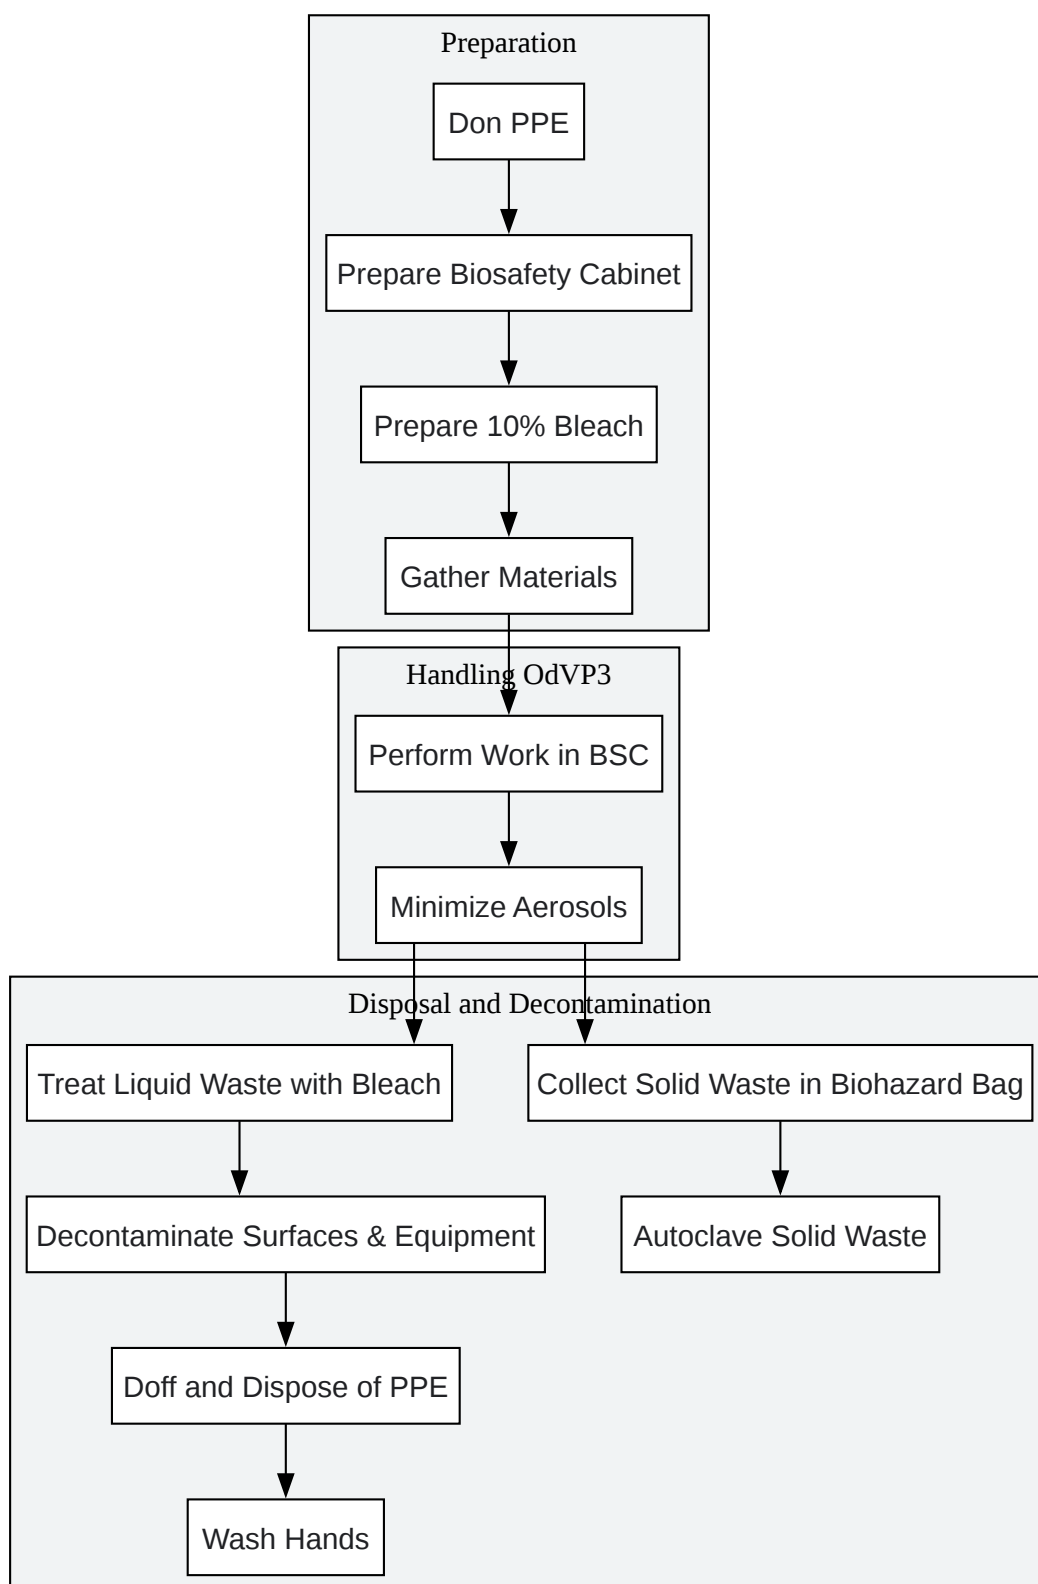 Preparation
Don PPE
Prepare Biosafety Cabinet
Prepare 10% Bleach
Gather Materials
Handling OdVP3
Perform Work in BSC
Minimize Aerosols
Disposal and Decontamination
Treat Liquid Waste with Bleach
Collect Solid Waste in Biohazard Bag
Decontaminate Surfaces & Equipment
Autoclave Solid Waste
Doff and Dispose of PPE
Wash Hands